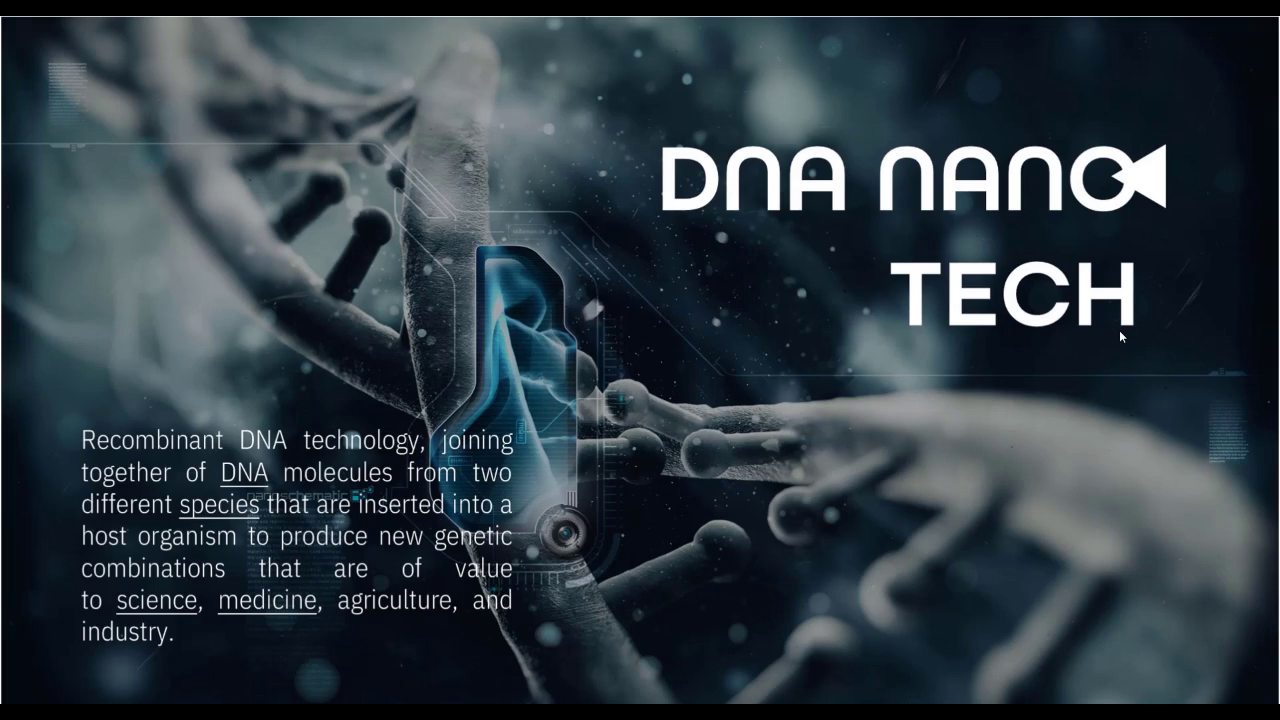 DNA NANO
TECH
Recombinant DNA technology, joining
together of DNA molecules from two
different species that are inserted into a
host organism to produce new genetic
combinations that are of value
to science, medicine, agriculture, and
industry.
nanoschematic